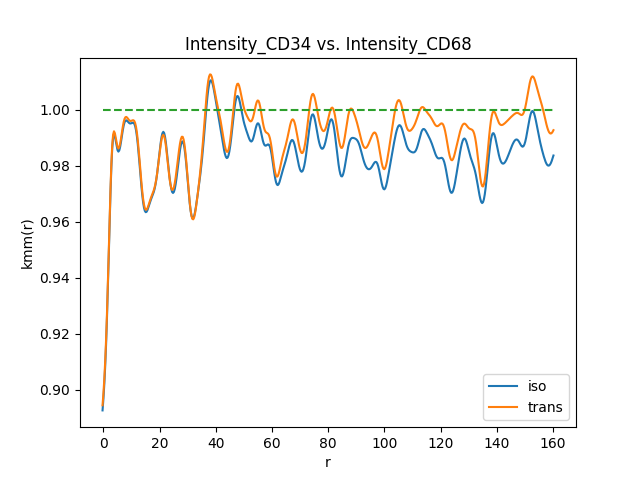 Intensity_CD34 vs. Intensity_CD68
kmm(r)
1.00
0.98
0.96
0.94
0.92
0.90
0 20 40 60 80 100 120 140 160
r
iso
trans